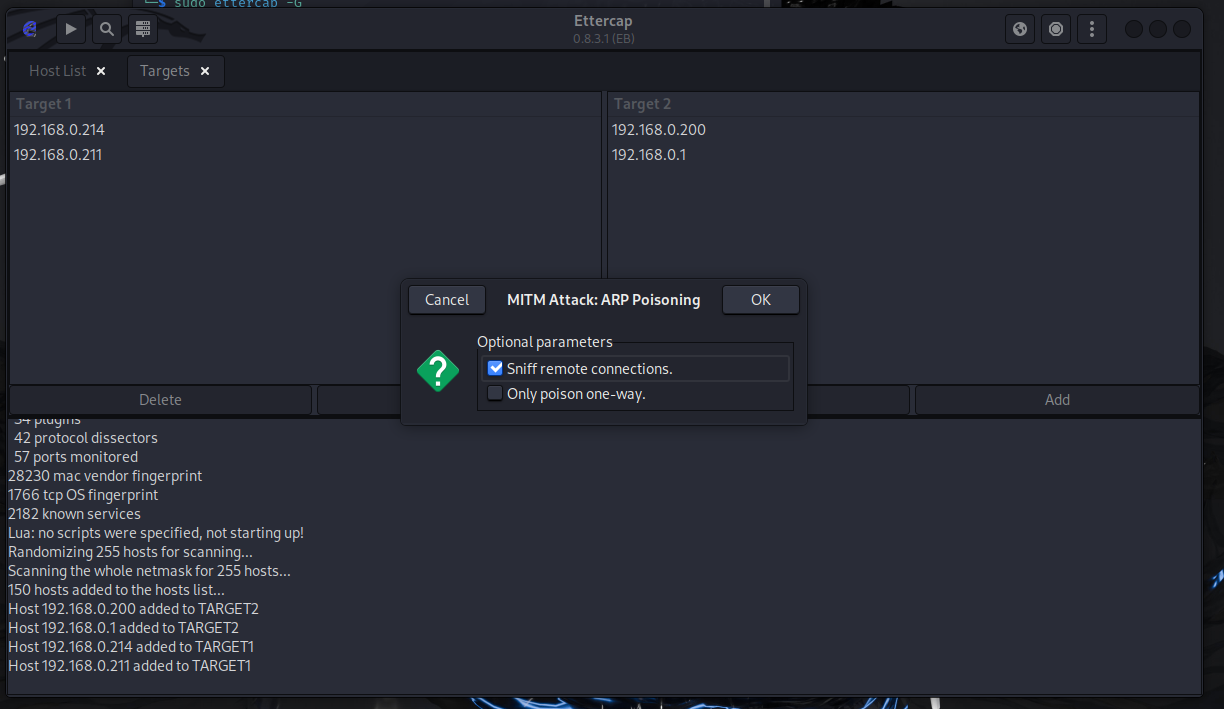 └─$ sudo ettercap -G
Ettercap
0.8.3.1 (EB)
Host List
Targets
Target 1
Target 2
192.168.0.214
192.168.0.200
192.168.0.211
192.168.0.1
Cancel
MITM Attack: ARP Poisoning
OK
Optional parameters
Sniff remote connections.
Only poison one-way.
Delete
Add
34 plugins
42 protocol dissectors
57 ports monitored
28230 mac vendor fingerprint
1766 tcp OS fingerprint
2182 known services
Lua: no scripts were specified, not starting up!
Randomizing 255 hosts for scanning...
Scanning the whole netmask for 255 hosts...
150 hosts added to the hosts list...
Host 192.168.0.200 added to TARGET2
Host 192.168.0.1 added to TARGET2
Host 192.168.0.214 added to TARGET1
Host 192.168.0.211 added to TARGET1